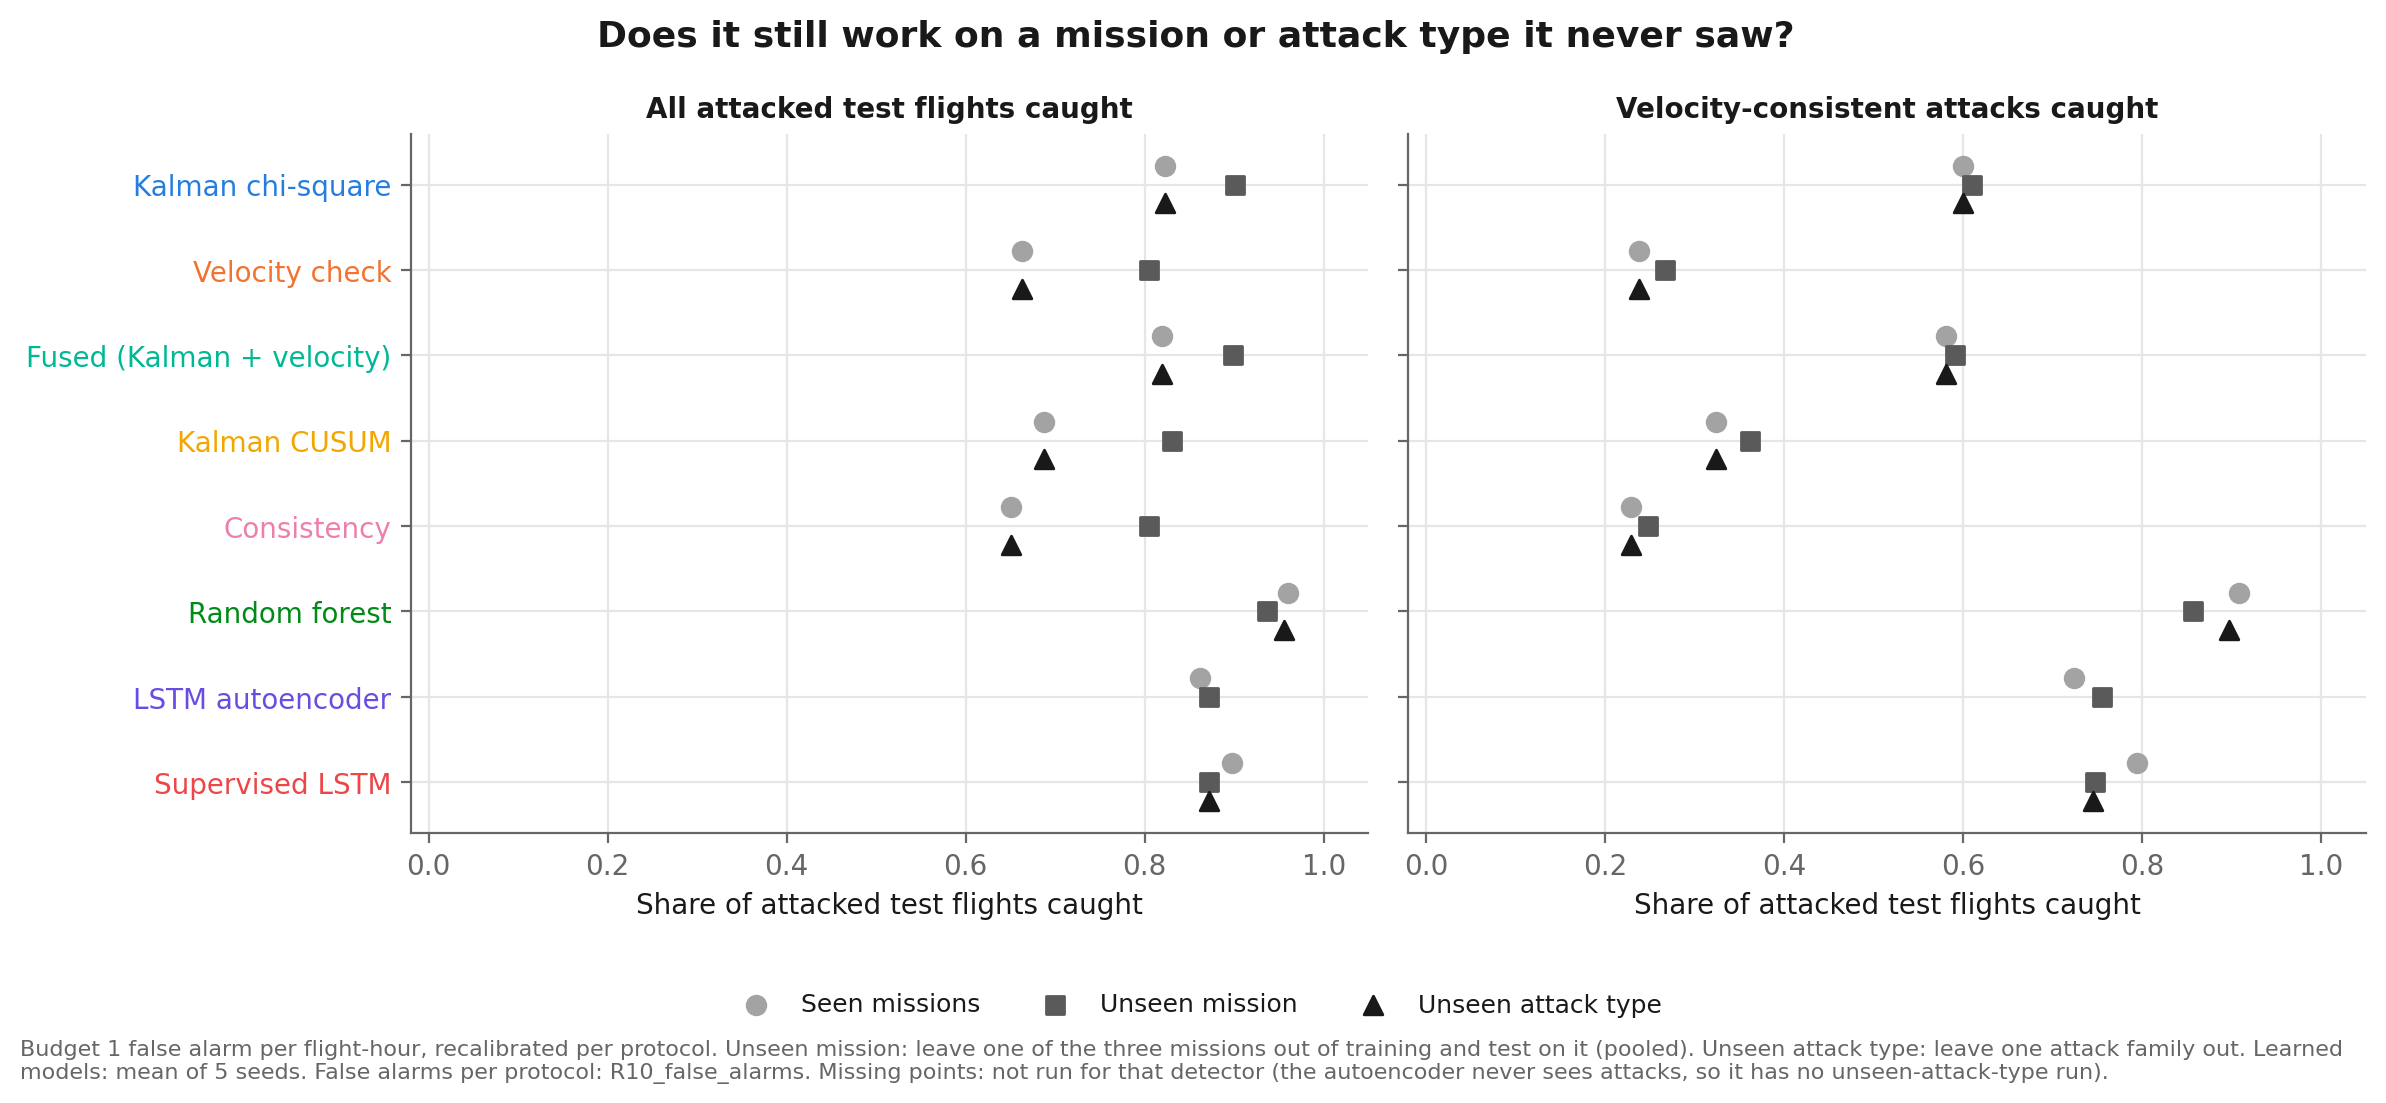 Does it still work on a mission or attack type it never saw?
All attacked test flights caught
Velocity-consistent attacks caught
Kalman chi-square
Velocity check
Fused (Kalman + velocity)
Kalman CUSUM
Consistency
Random forest
LSTM autoencoder
Supervised LSTM
0.0 0.2 0.4 0.6 0.8 1.0
0.0 0.2 0.4 0.6 0.8 1.0
Share of attacked test flights caught
Share of attacked test flights caught
Seen missions
Unseen mission
Unseen attack type
Budget 1 false alarm per flight-hour, recalibrated per protocol. Unseen mission: leave one of the three missions out of training and test on it (pooled). Unseen attack type: leave one attack family out. Learned
models: mean of 5 seeds. False alarms per protocol: R10_false_alarms. Missing points: not run for that detector (the autoencoder never sees attacks, so it has no unseen-attack-type run).